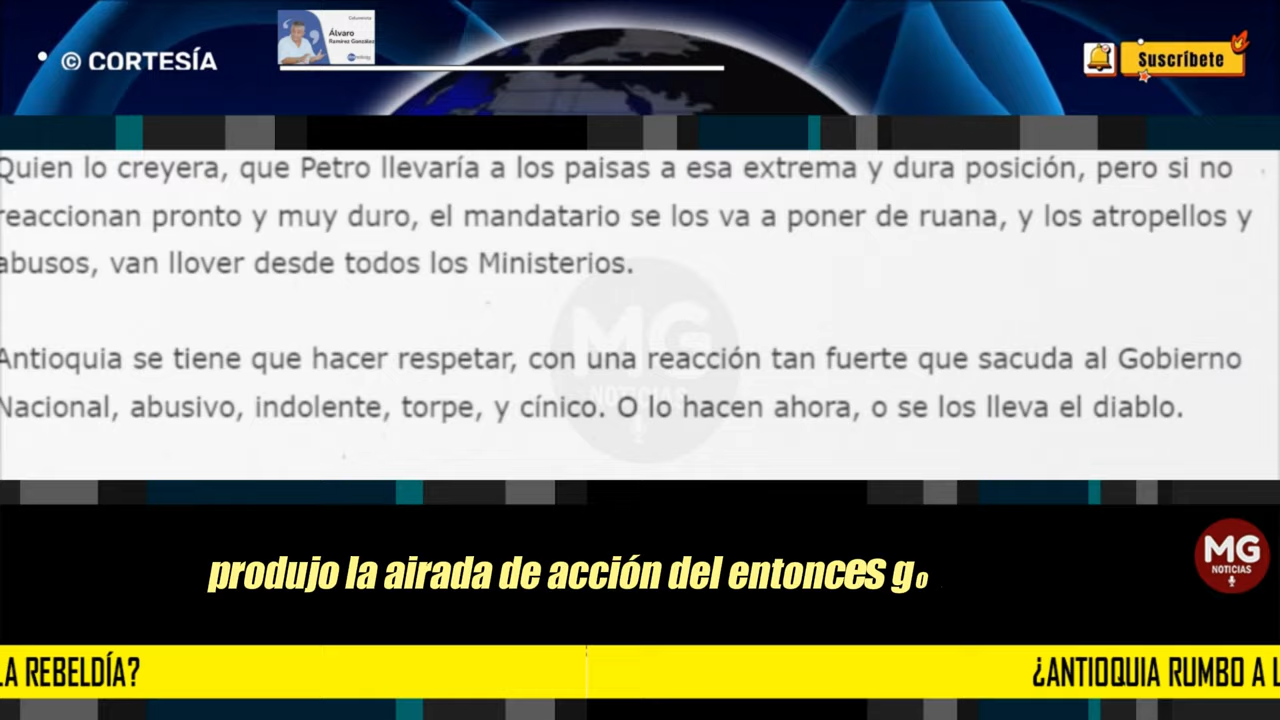 © CORTESÍA
Columnista
Álvaro
Ramírez González
Suscríbete
Quien lo creyera, que Petro llevaría a los paisas a esa extrema y dura posición, pero si no
reaccionan pronto y muy duro, el mandatario se los va a poner de ruana, y los atropellos y
abusos, van llover desde todos los Ministerios.
Antioquia se tiene que hacer respetar, con una reacción tan fuerte que sacuda al Gobierno
Nacional, abusivo, indolente, torpe, y cínico. O lo hacen ahora, o se los lleva el diablo.
MG
NOTICIAS
produjo la airada de acción del entonces go
MG
NOTICIAS
LA REBELDÍA?
¿ANTIOQUIA RUMBO A L